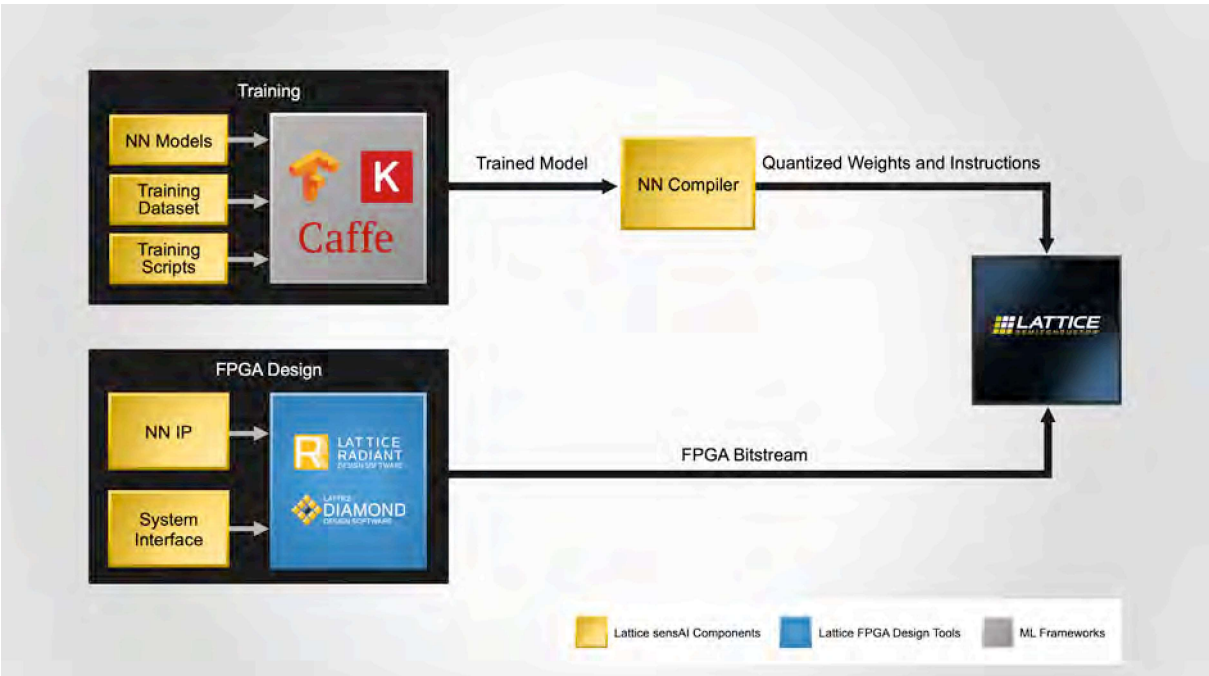 Training
NN Models
Training
Dataset
Training
Scripts
K
Caffe
Trained Model
NN Compiler
Quantized Weights and Instructions
LATTICE
SEMICONDUCTOR
FPGA Design
NN IP
System
Interface
R
LATTICE
RADIANT
DESIGN SOFTWARE
LATTICE
DIAMOND
DESIGN SOFTWARE
FPGA Bitstream
Lattice sensAI Components
Lattice FPGA Design Tools
ML Frameworks